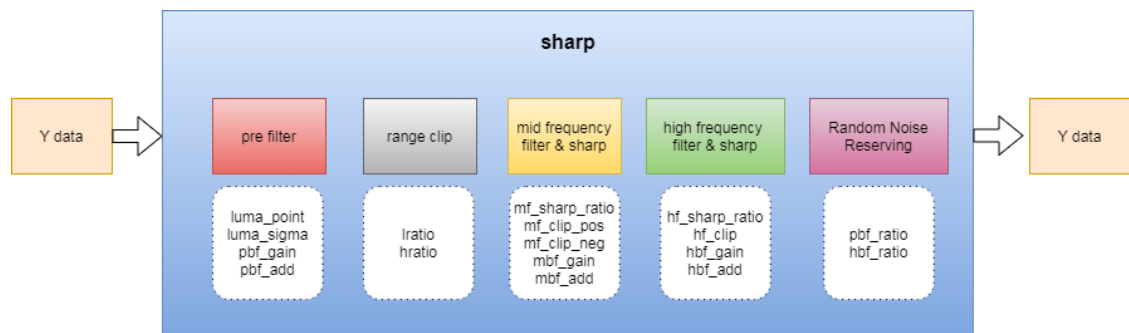 sharp
Y data
pre filter
range clip
mid frequency
filter & sharp
high frequency
filter & sharp
Random Noise
Reserving
Y data
luma_point
luma_sigma
pbf_gain
pbf_add
lratio
hratio
mf_sharp_ratio
mf_clip_pos
mf_clip_neg
mbf_gain
mbf_add
hf_sharp_ratio
hf_clip
hbf_gain
hbf_add
pbf_ratio
hbf_ratio